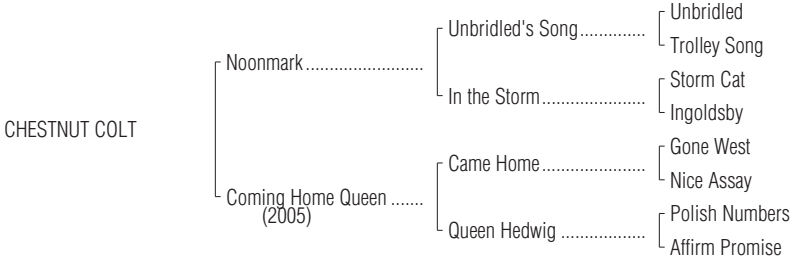 Unbridled
Unbridled's Song..............
Trolley Song
Noonmark........................
Storm Cat
In the Storm......................
Ingoldsby
CHESTNUT COLT
Gone West
Came Home......................
Nice Assay
Coming Home Queen .......
(2005)
Polish Numbers
Queen Hedwig ..................
Affirm Promise